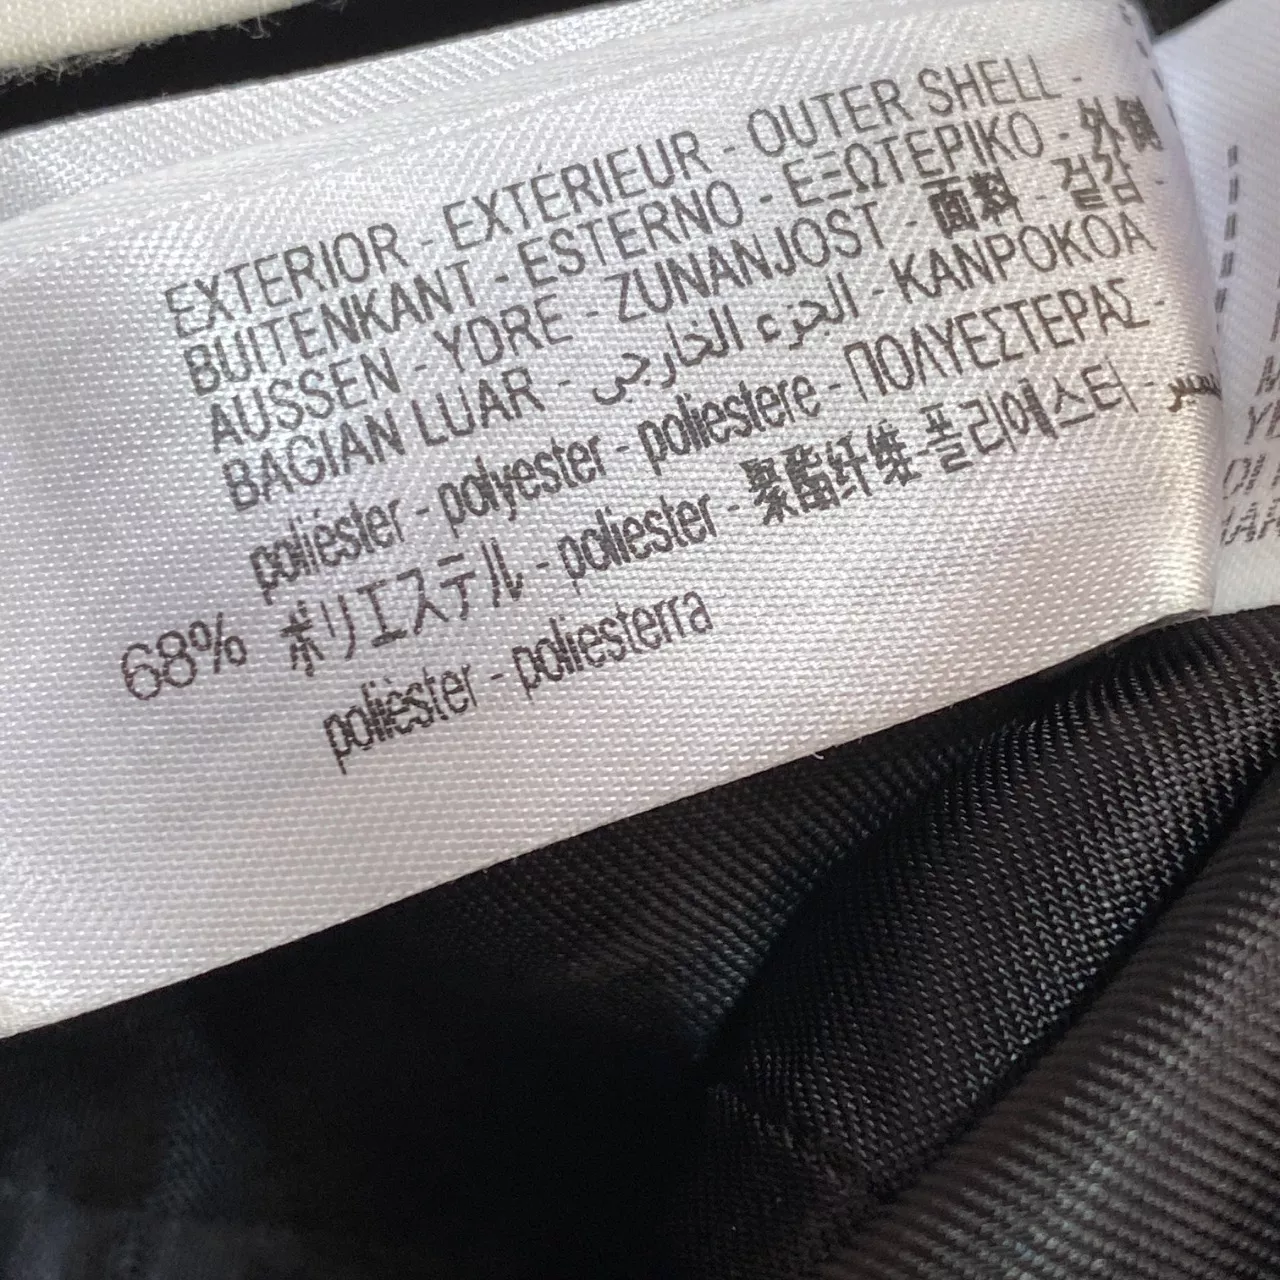 EXTERIOR - EXTÉRIEUR - OUTER SHELL -
BUITENKANT - ESTERNO - ΕΞΩΤΕΡΙΚΟ - 外側
AUSSEN - YDRE - ZUNANJOST - 面料 - 겉감 -
BAGIAN LUAR - الجزء الخارجي - KANPOKOA
poliéster - polyester - poliestere - ΠΟΛΥΕΣΤΕΡΑΣ -
68% ポリエステル - poliester - 聚酯纤维 - 폴리에스터 -
polièster - poliesterra